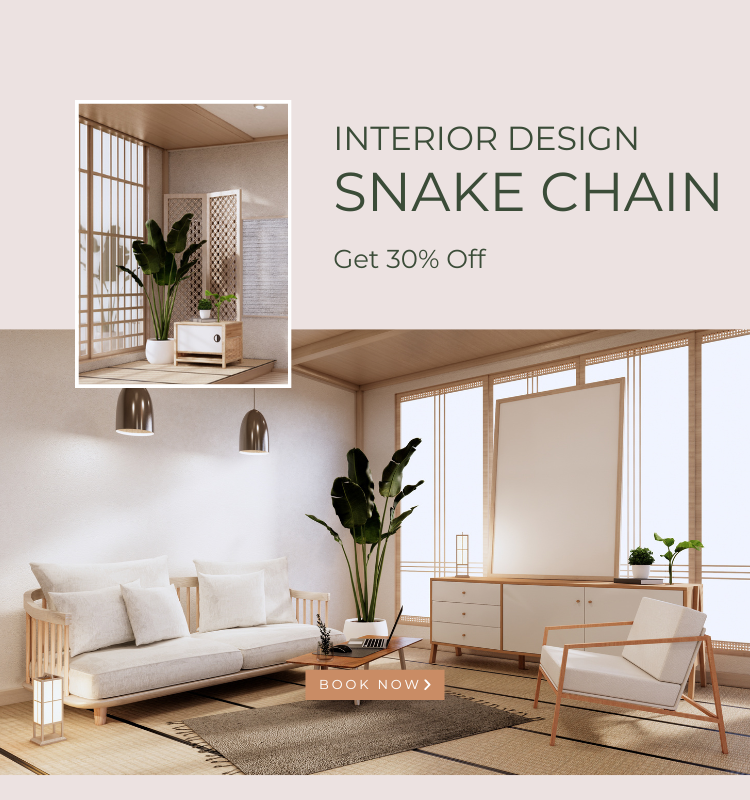 INTERIOR DESIGN
SNAKE CHAIN
Get 30% Off
BOOK NOW